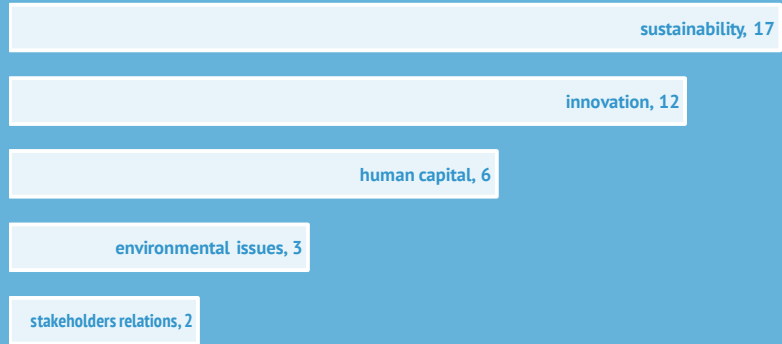 sustainability, 17
innovation, 12
human capital, 6
environmental issues, 3
stakeholders relations, 2